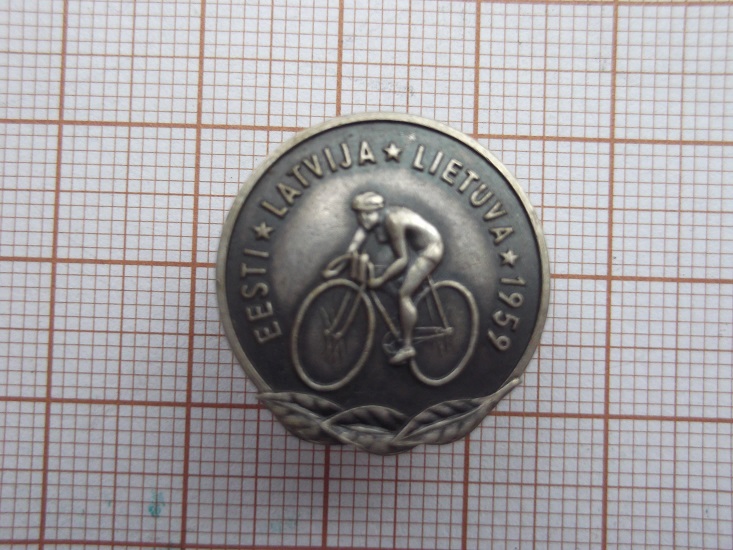 EESTI ★ LATVIJA ★ LIETUVA ★ 1959